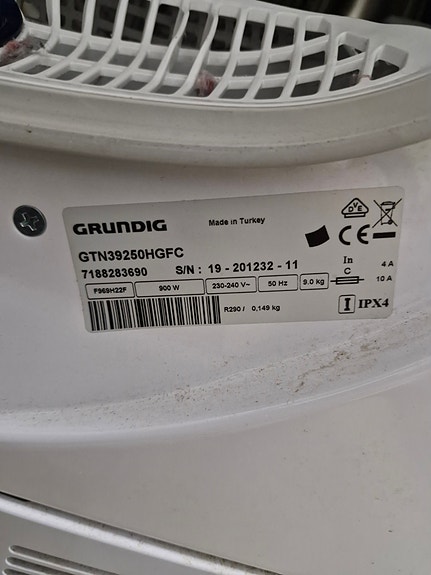 GRUNDIG
Made in Turkey
GTN39250HGFC
7188283690 S/N : 19 - 201232 - 11
900 W 230-240 V~ 50 Hz 9.0 kg
In 4 A
C 10 A
R290 / 0,149 kg
IPX4